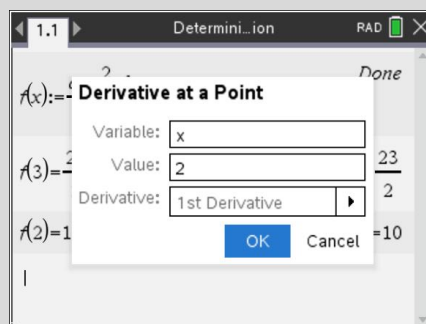 1.1 Determini...ion RAD
2 Done
f(x):=
Derivative at a Point
Variable: x
f(3)= Value: 2 23
2
Derivative: 1st Derivative
f(2)=1 OK Cancel =10